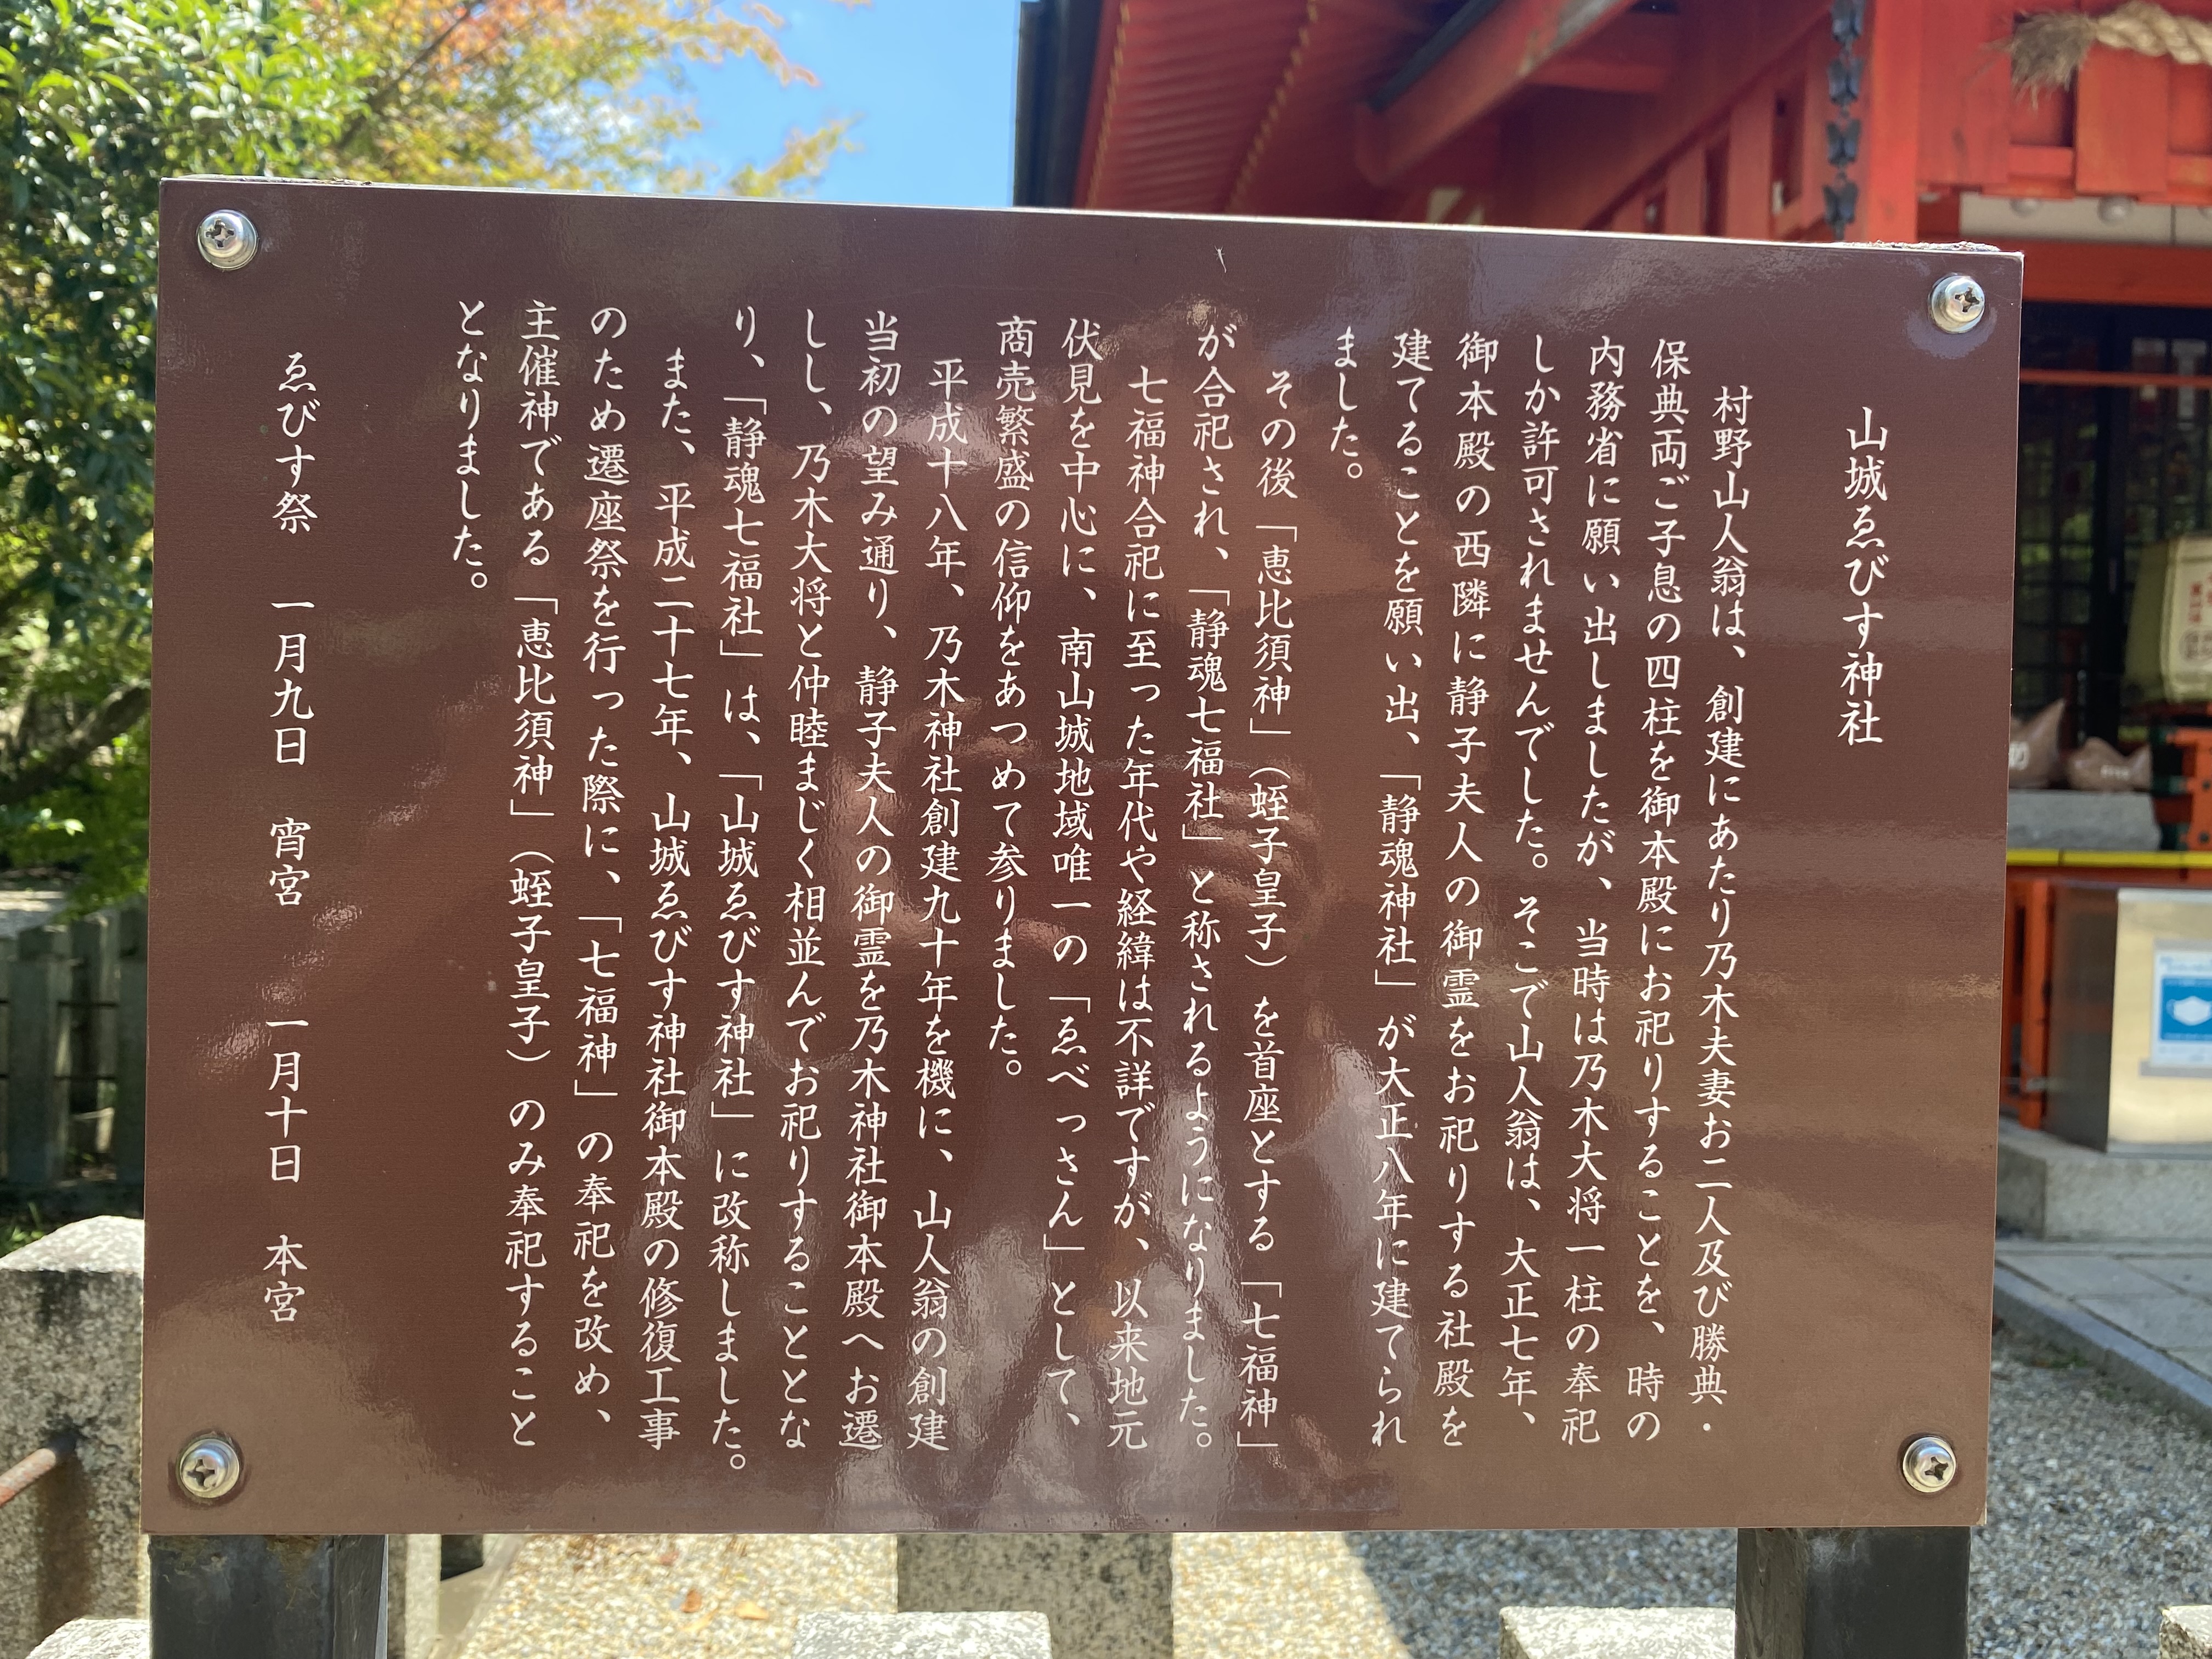 山城ゑびす神社
村野山人翁は、創建にあたり乃木夫妻お二人及び勝典・
保典両ご子息の四柱を御本殿にお祀りすることを、時の
内務省に願い出しましたが、当時は乃木大将一柱の奉祀
しか許可されませんでした。そこで山人翁は、大正七年、
御本殿の西隣に静子夫人の御霊をお祀りする社殿を
建てることを願い出、「静魂神社」が大正八年に建てられ
ました。
その後「恵比須神」（蛭子皇子）を首座とする「七福神」
が合祀され、「静魂七福社」と称されるようになりました。
七福神合祀に至った年代や経緯は不詳ですが、以来地元
伏見を中心に、南山城地域唯一の「ゑべっさん」として、
商売繁盛の信仰をあつめて参りました。
平成十八年、乃木神社創建九十年を機に、山人翁の創建
当初の望み通り、静子夫人の御霊を乃木神社御本殿へお遷
しし、乃木大将と仲睦まじく相並んでお祀りすることとな
り、「静魂七福社」は、「山城ゑびす神社」に改称しました。
また、平成二十七年、山城ゑびす神社御本殿の修復工事
のため遷座祭を行った際に、「七福神」の奉祀を改め、
主催神である「恵比須神」（蛭子皇子）のみ奉祀すること
となりました。
ゑびす祭 一月九日 宵宮 一月十日 本宮